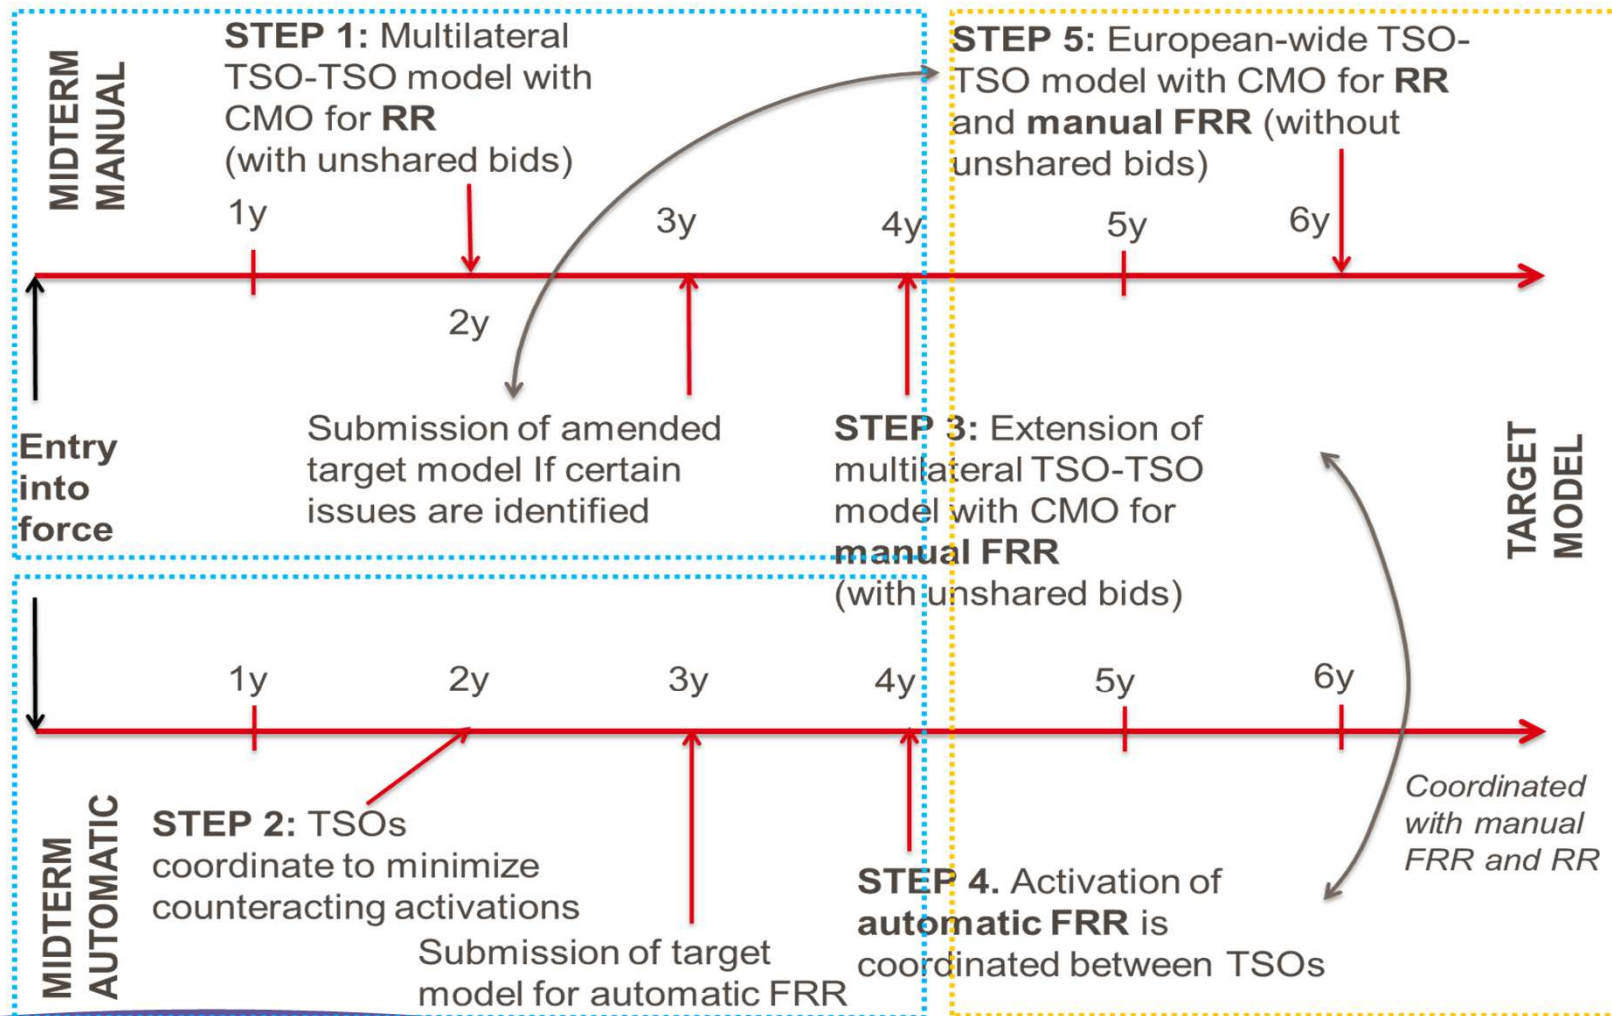 MIDTERM
MANUAL
STEP 1: Multilateral
TSO-TSO model with
CMO for RR
(with unshared bids)
STEP 5: European-wide TSO-
TSO model with CMO for RR
and manual FRR (without
unshared bids)
1y
2y
3y
4y
5y
6y
Entry
into
force
Submission of amended
target model If certain
issues are identified
STEP 3: Extension of
multilateral TSO-TSO
model with CMO for
manual FRR
(with unshared bids)
TARGET
MODEL
1y
2y
3y
4y
5y
6y
MIDTERM
AUTOMATIC
STEP 2: TSOs
coordinate to minimize
counteracting activations
Submission of target
model for automatic FRR
STEP 4. Activation of
automatic FRR is
coordinated between TSOs
Coordinated
with manual
FRR and RR